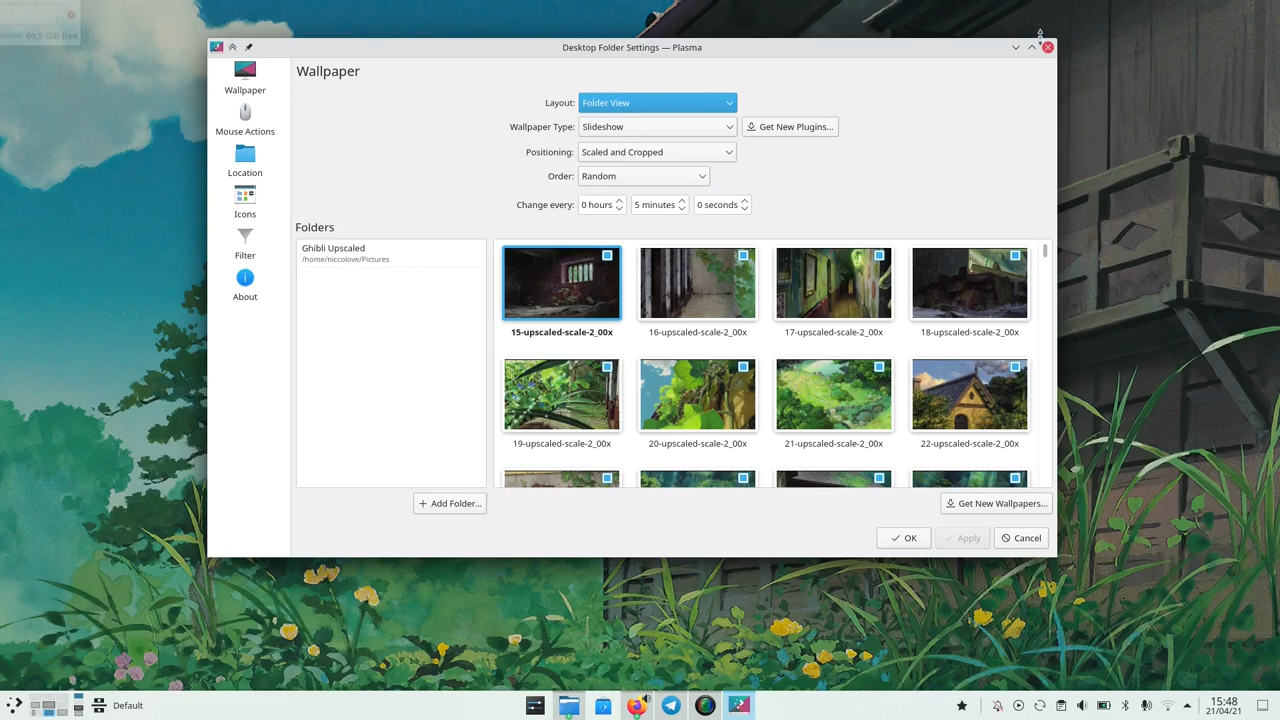 69,5 GiB free
Desktop Folder Settings — Plasma
Wallpaper
Mouse Actions
Location
Icons
Filter
About
Wallpaper
Layout: Folder View
Wallpaper Type: Slideshow Get New Plugins...
Positioning: Scaled and Cropped
Order: Random
Change every: 0 hours 5 minutes 0 seconds
Folders
Ghibli Upscaled
/home/niccolove/Pictures
15-upscaled-scale-2_00x 16-upscaled-scale-2_00x 17-upscaled-scale-2_00x 18-upscaled-scale-2_00x
19-upscaled-scale-2_00x 20-upscaled-scale-2_00x 21-upscaled-scale-2_00x 22-upscaled-scale-2_00x
Add Folder... Get New Wallpapers...
OK Apply Cancel
Default
15:48
21/04/21